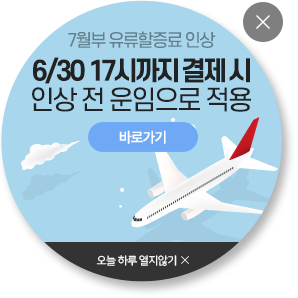 7월부 유류할증료 인상
6/30 17시까지 결제 시
인상 전 운임으로 적용
바로가기
오늘 하루 열지않기 ×